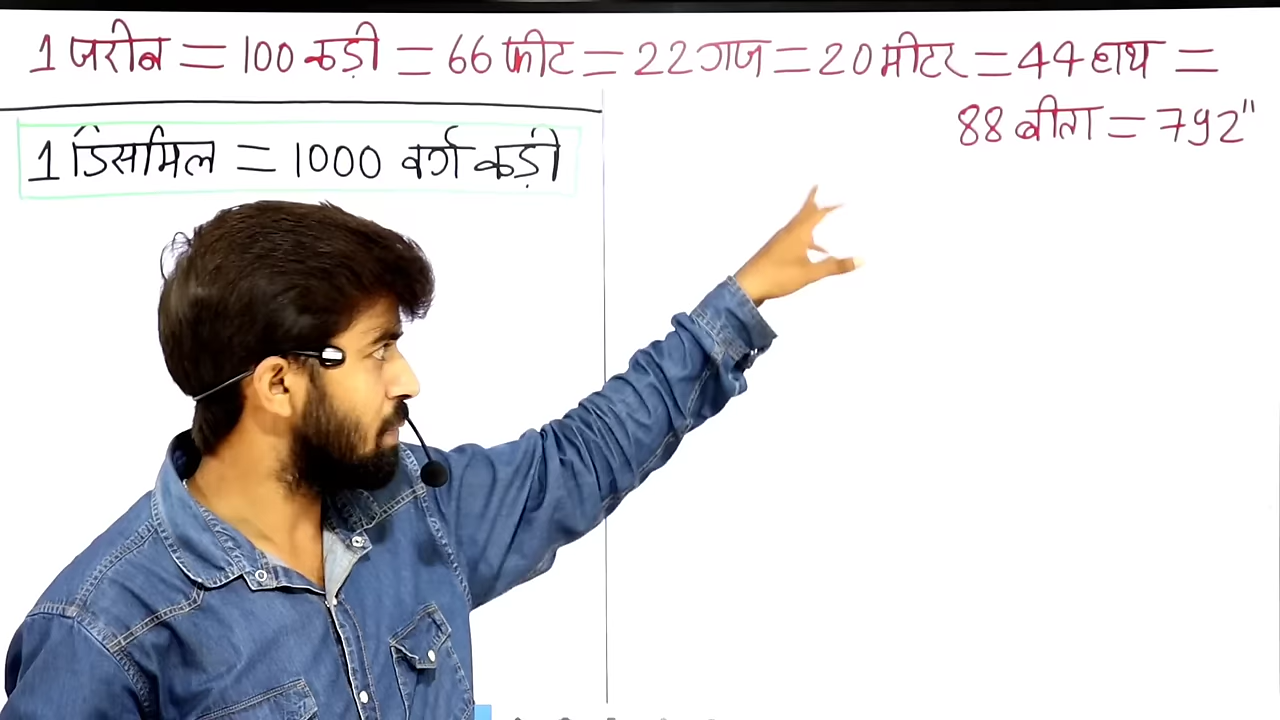 1 जरीब = 100 कड़ी = 66 फीट = 22 गज = 20 मीटर = 44 हाथ =
88 बीता = 792"
1 डिसमिल = 1000 वर्ग कड़ी